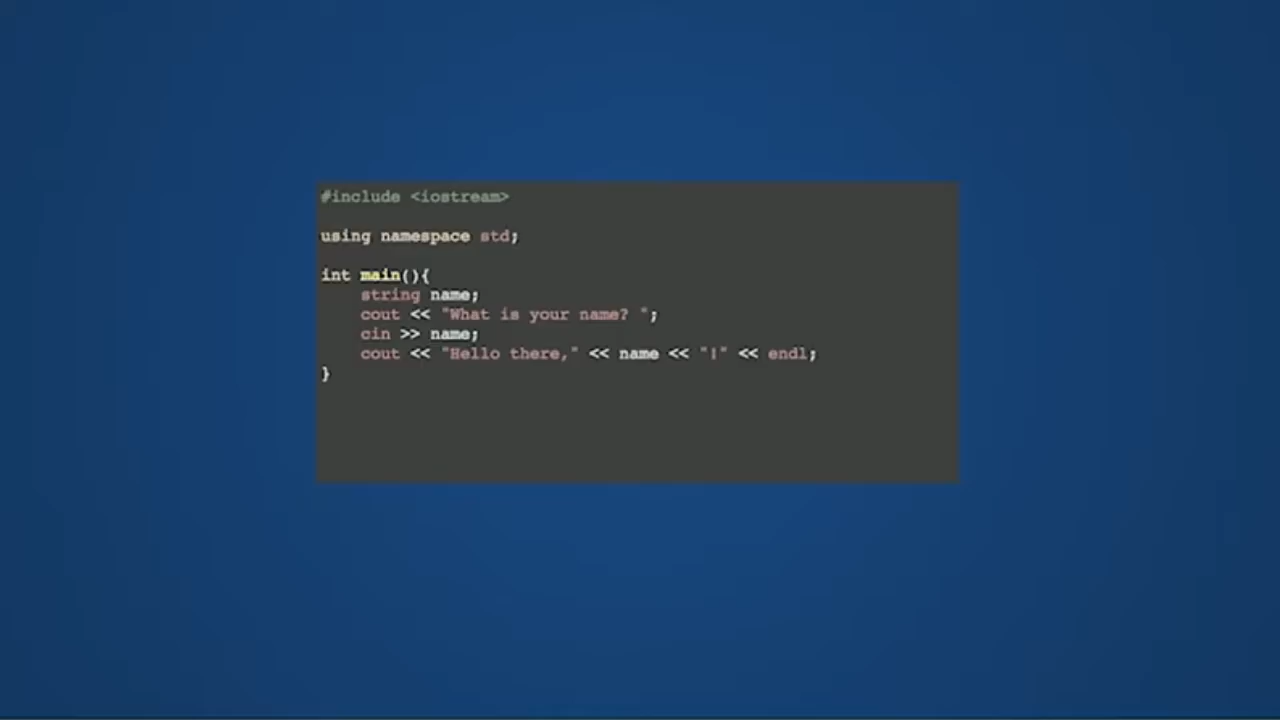 #include <iostream>
using namespace std;
int main(){
string name;
cout << "What is your name? ";
cin >> name;
cout << "Hello there," << name << "!" << endl;
}